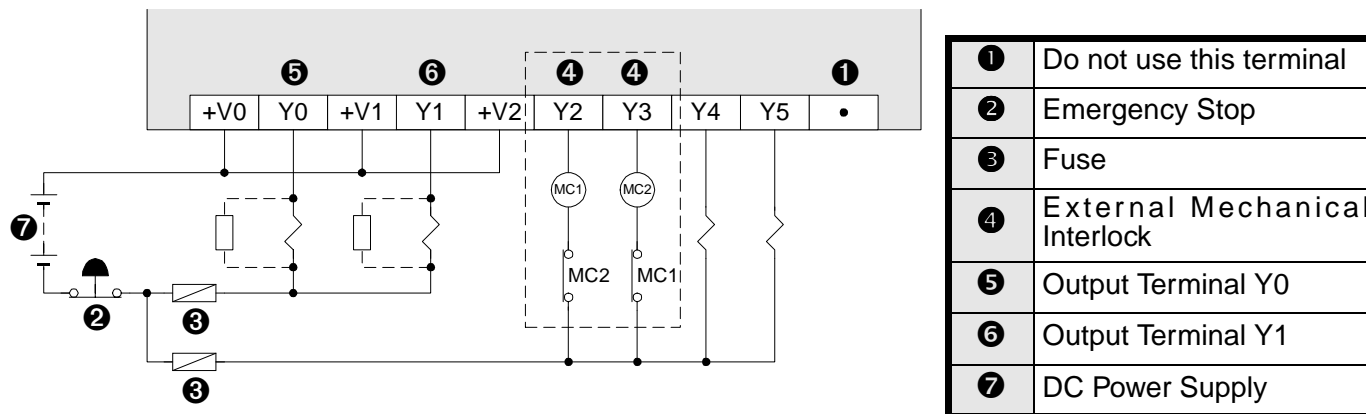 ❺ ❻ ❹ ❹ ❶
+V0 Y0 +V1 Y1 +V2 Y2 Y3 Y4 Y5 •
MC1 MC2
❼
MC2 MC1
❷ ❸
❸
❶ Do not use this terminal
❷ Emergency Stop
❸ Fuse
❹ External Mechanical
Interlock
❺ Output Terminal Y0
❻ Output Terminal Y1
❼ DC Power Supply